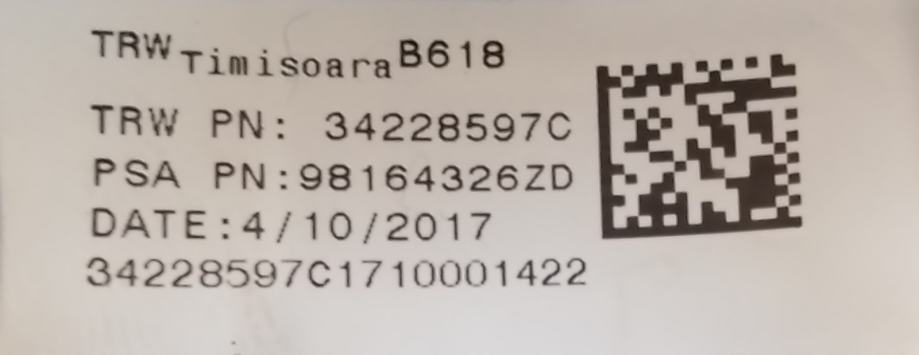 TRW Timisoara B618
TRW PN: 34228597C
PSA PN:98164326ZD
DATE:4/10/2017
34228597C1710001422